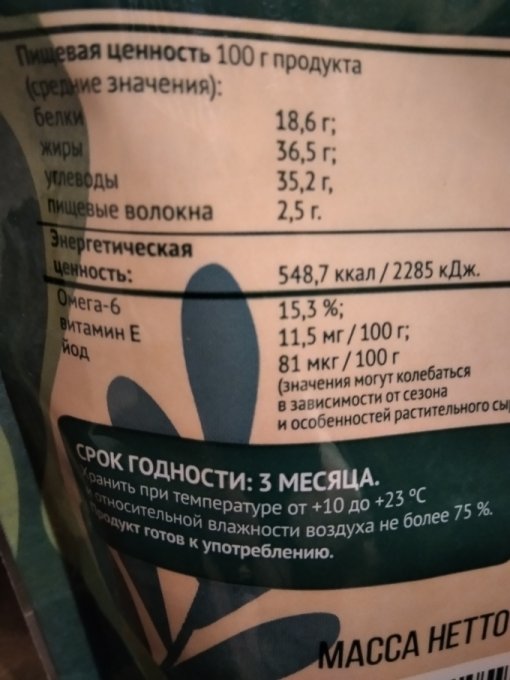 Пищевая ценность 100 г продукта
(средние значения):
белки 18,6 г;
жиры 36,5 г;
углеводы 35,2 г,
пищевые волокна 2,5 г.
Энергетическая
ценность: 548,7 ккал / 2285 кДж.
Омега-6 15,3 %;
витамин Е 11,5 мг / 100 г;
йод 81 мкг / 100 г
(значения могут колебаться
в зависимости от сезона
и особенностей растительного сы
СРОК ГОДНОСТИ: 3 МЕСЯЦА.
Хранить при температуре от +10 до +23 °С
и относительной влажности воздуха не более 75 %.
Продукт готов к употреблению.
МАССА НЕТТО